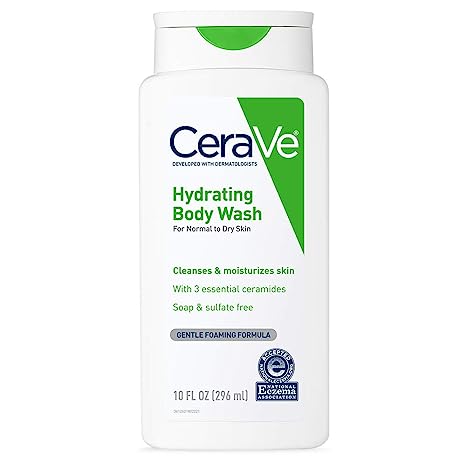 CeraVe
DEVELOPED WITH DERMATOLOGISTS
Hydrating
Body Wash
For Normal to Dry Skin
Cleanses & moisturizes skin
With 3 essential ceramides
Soap & sulfate free
GENTLE FOAMING FORMULA
ACCEPTED
e
NATIONAL
Eczema
ASSOCIATION
10 FL OZ (296 ml)